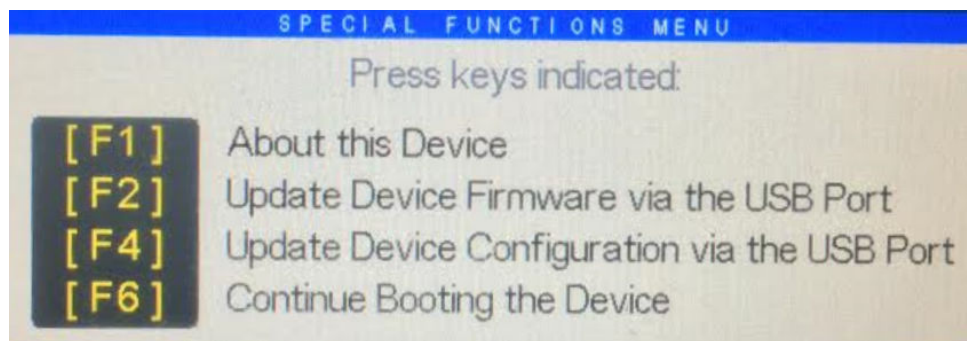 SPECIAL FUNCTIONS MENU
Press keys indicated:
[F1] About this Device
[F2] Update Device Firmware via the USB Port
[F4] Update Device Configuration via the USB Port
[F6] Continue Booting the Device